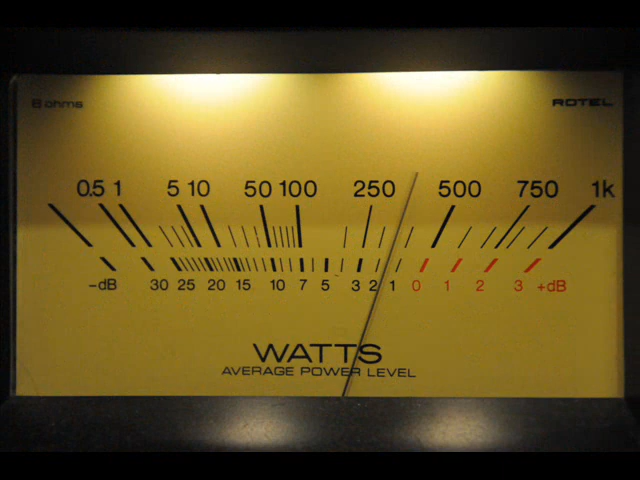 8 ohms ROTEL
0.5 1 5 10 50 100 250 500 750 1k
-dB 30 25 20 15 10 7 5 3 2 1 0 1 2 3 +dB
WATTS
AVERAGE POWER LEVEL